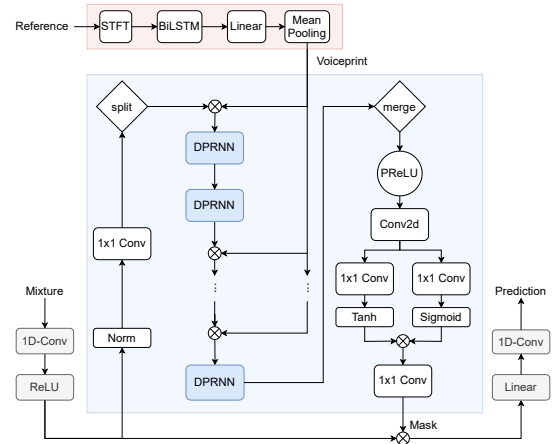 Reference
STFT
BiLSTM
Linear
Mean
Pooling
Voiceprint
split
merge
DPRNN
PReLU
DPRNN
Conv2d
1x1 Conv
1x1 Conv
1x1 Conv
Mixture
Prediction
Norm
Tanh
Sigmoid
1D-Conv
1D-Conv
ReLU
DPRNN
1x1 Conv
Linear
Mask